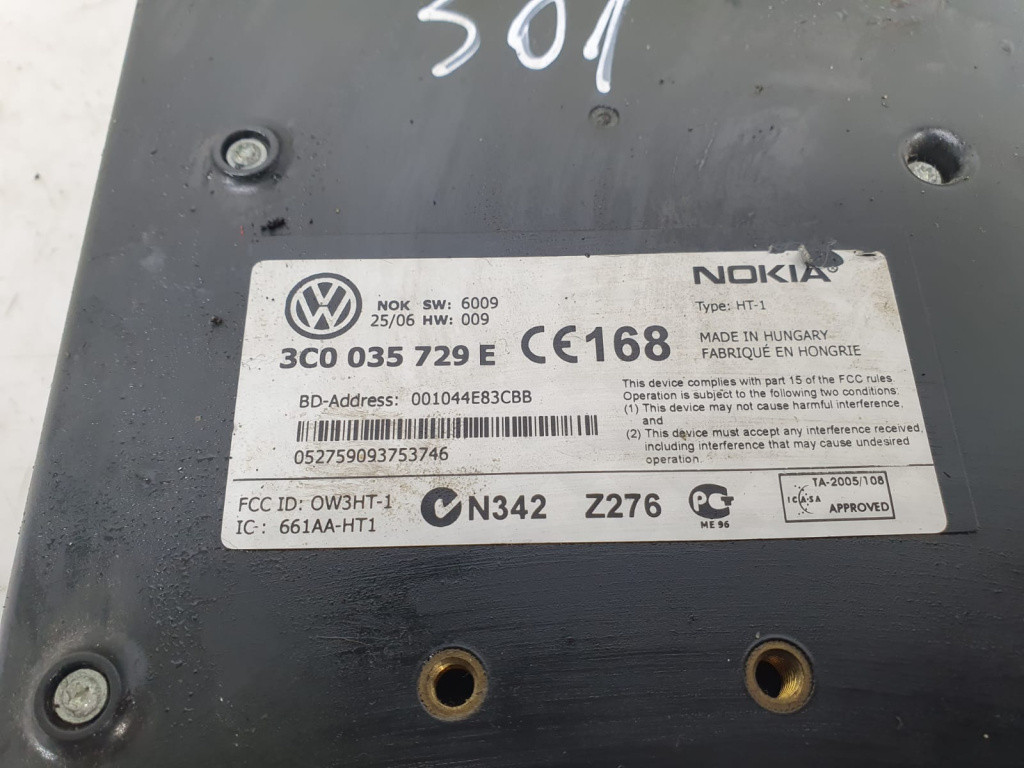 501
NOKIA
NOK SW: 6009
25/06 HW: 009
3C0 035 729 E
CE168
Type: HT-1
MADE IN HUNGARY
FABRIQUÉ EN HONGRIE
BD-Address: 001044E83CBB
052759093753746
This device complies with part 15 of the FCC rules.
Operation is subject to the following two conditions:
(1) This device may not cause harmful interference,
and
(2) This device must accept any interference received,
including interference that may cause undesired
operation.
FCC ID: OW3HT-1
IC-: 661AA-HT1
N342
Z276
ME 96
TA-2005/108
ICASA
APPROVED